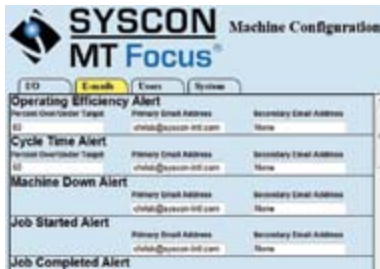 SYSCON
Machine Configuration
MT Focus®
I/O E-mails Users System
Operating Efficiency Alert
Percent Over/Under Target Primary Email Address Secondary Email Address
None
Cycle Time Alert
Percent Over/Under Target Primary Email Address Secondary Email Address
None
Machine Down Alert
Primary Email Address Secondary Email Address
None
Job Started Alert
Primary Email Address Secondary Email Address
None
Job Completed Alert